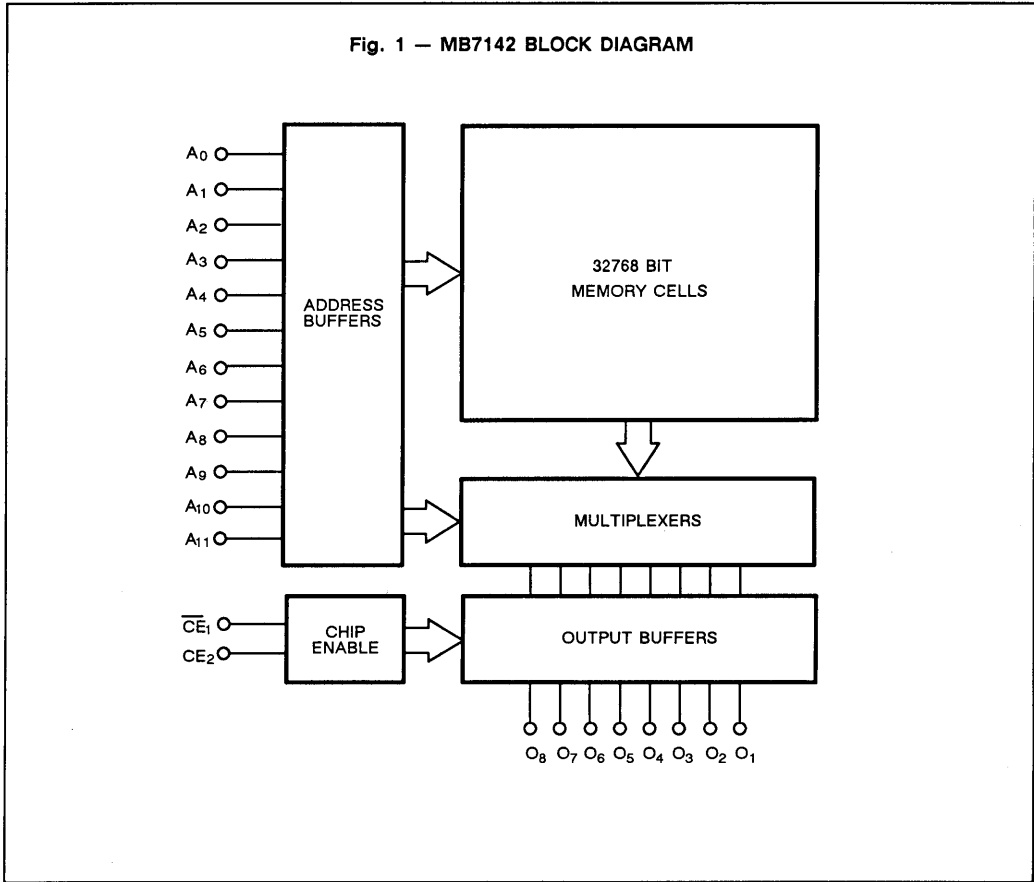 Fig. 1 — MB7142 BLOCK DIAGRAM
A0
A1
A2
A3
A4
A5
A6
A7
A8
A9
A10
A11
ADDRESS
BUFFERS
32768 BIT
MEMORY CELLS
MULTIPLEXERS
C̅E̅1
CE2
CHIP
ENABLE
OUTPUT BUFFERS
O8 O7 O6 O5 O4 O3 O2 O1